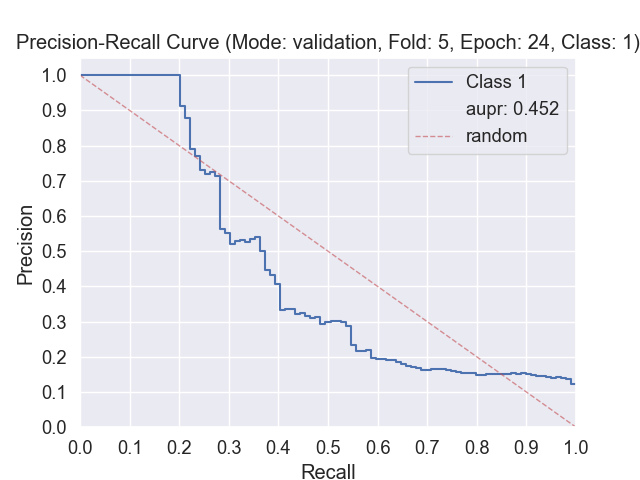 Precision-Recall Curve (Mode: validation, Fold: 5, Epoch: 24, Class: 1)
Class 1
aupr: 0.452
random
Precision
1.0
0.9
0.8
0.7
0.6
0.5
0.4
0.3
0.2
0.1
0.0
0.0 0.1 0.2 0.3 0.4 0.5 0.6 0.7 0.8 0.9 1.0
Recall